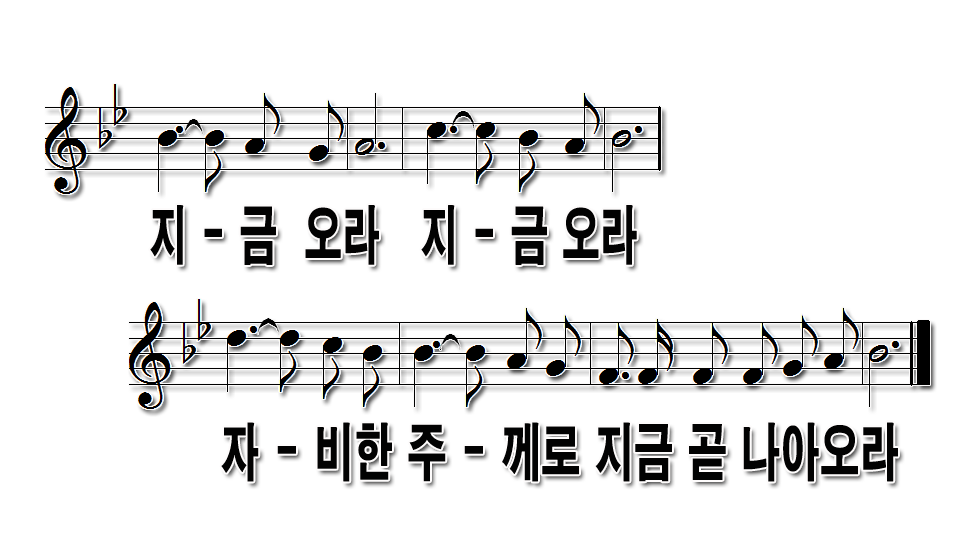 지 - 금 오라 지 - 금 오라
자 - 비한 주 - 께로 지금 곧 나아오라